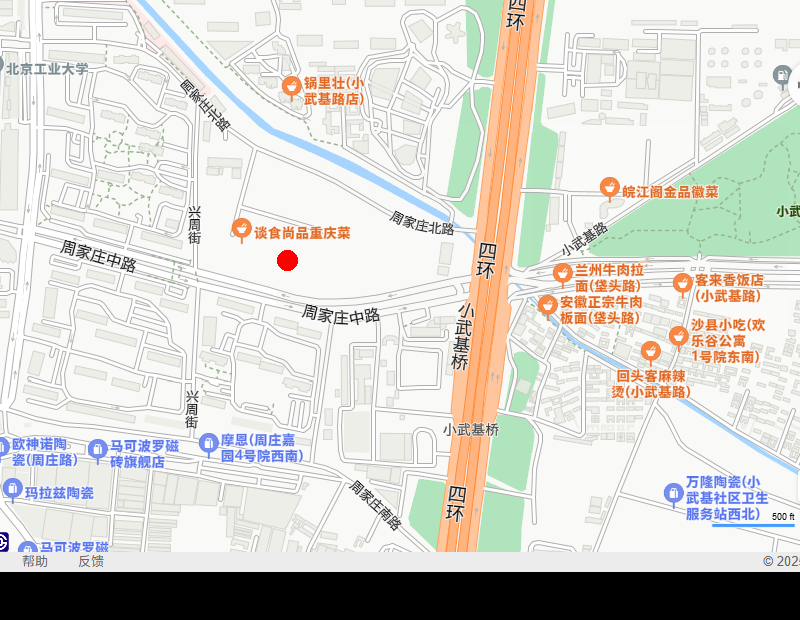 四环
北京工业大学
锅里壮(小
武基路店)
周家庄北路
皖江阁金品徽菜
小武
兴周街
周家庄北路
谈食尚品重庆菜
小武基路
周家庄中路
四环
兰州牛肉拉
面(垡头路)
客来香饭店
(小武基路)
周家庄中路
安徽正宗牛肉
板面(垡头路)
小武基桥
沙县小吃(欢
乐谷公寓
1号院东南)
回头客麻辣
烫(小武基路)
兴周街
小武基桥
欧神诺陶
瓷(周庄路)
马可波罗磁
砖旗舰店
摩恩(周庄嘉
园4号院西南)
玛拉兹陶瓷
周家庄南路
四环
万隆陶瓷(小
武基社区卫生
服务站西北)
500 ft
马可波罗磁
帮助
反馈
© 202